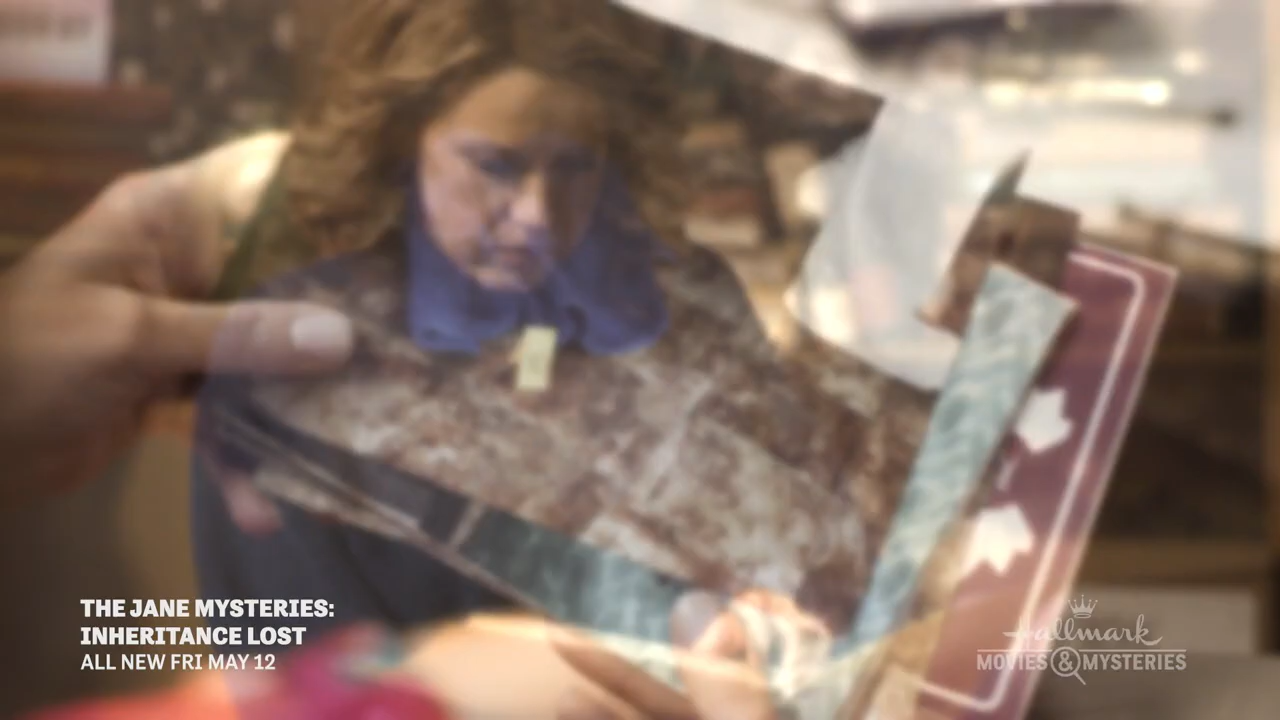 THE JANE MYSTERIES:
INHERITANCE LOST
ALL NEW FRI MAY 12
Hallmark
MOVIES & MYSTERIES